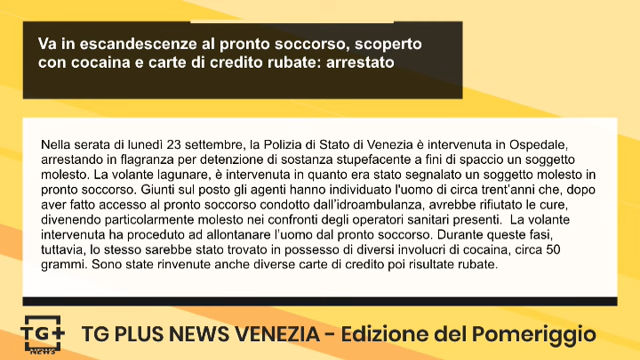 Va in escandescenze al pronto soccorso, scoperto
con cocaina e carte di credito rubate: arrestato
Nella serata di lunedì 23 settembre, la Polizia di Stato di Venezia è intervenuta in Ospedale,
arrestando in flagranza per detenzione di sostanza stupefacente a fini di spaccio un soggetto
molesto. La volante lagunare, è intervenuta in quanto era stato segnalato un soggetto molesto in
pronto soccorso. Giunti sul posto gli agenti hanno individuato l'uomo di circa trent'anni che, dopo
aver fatto accesso al pronto soccorso condotto dall'idroambulanza, avrebbe rifiutato le cure,
divenendo particolarmente molesto nei confronti degli operatori sanitari presenti.  La volante
intervenuta ha proceduto ad allontanare l'uomo dal pronto soccorso. Durante queste fasi,
tuttavia, lo stesso sarebbe stato trovato in possesso di diversi involucri di cocaina, circa 50
grammi. Sono state rinvenute anche diverse carte di credito poi risultate rubate.
TG+
NEWS
TG PLUS NEWS VENEZIA - Edizione del Pomeriggio